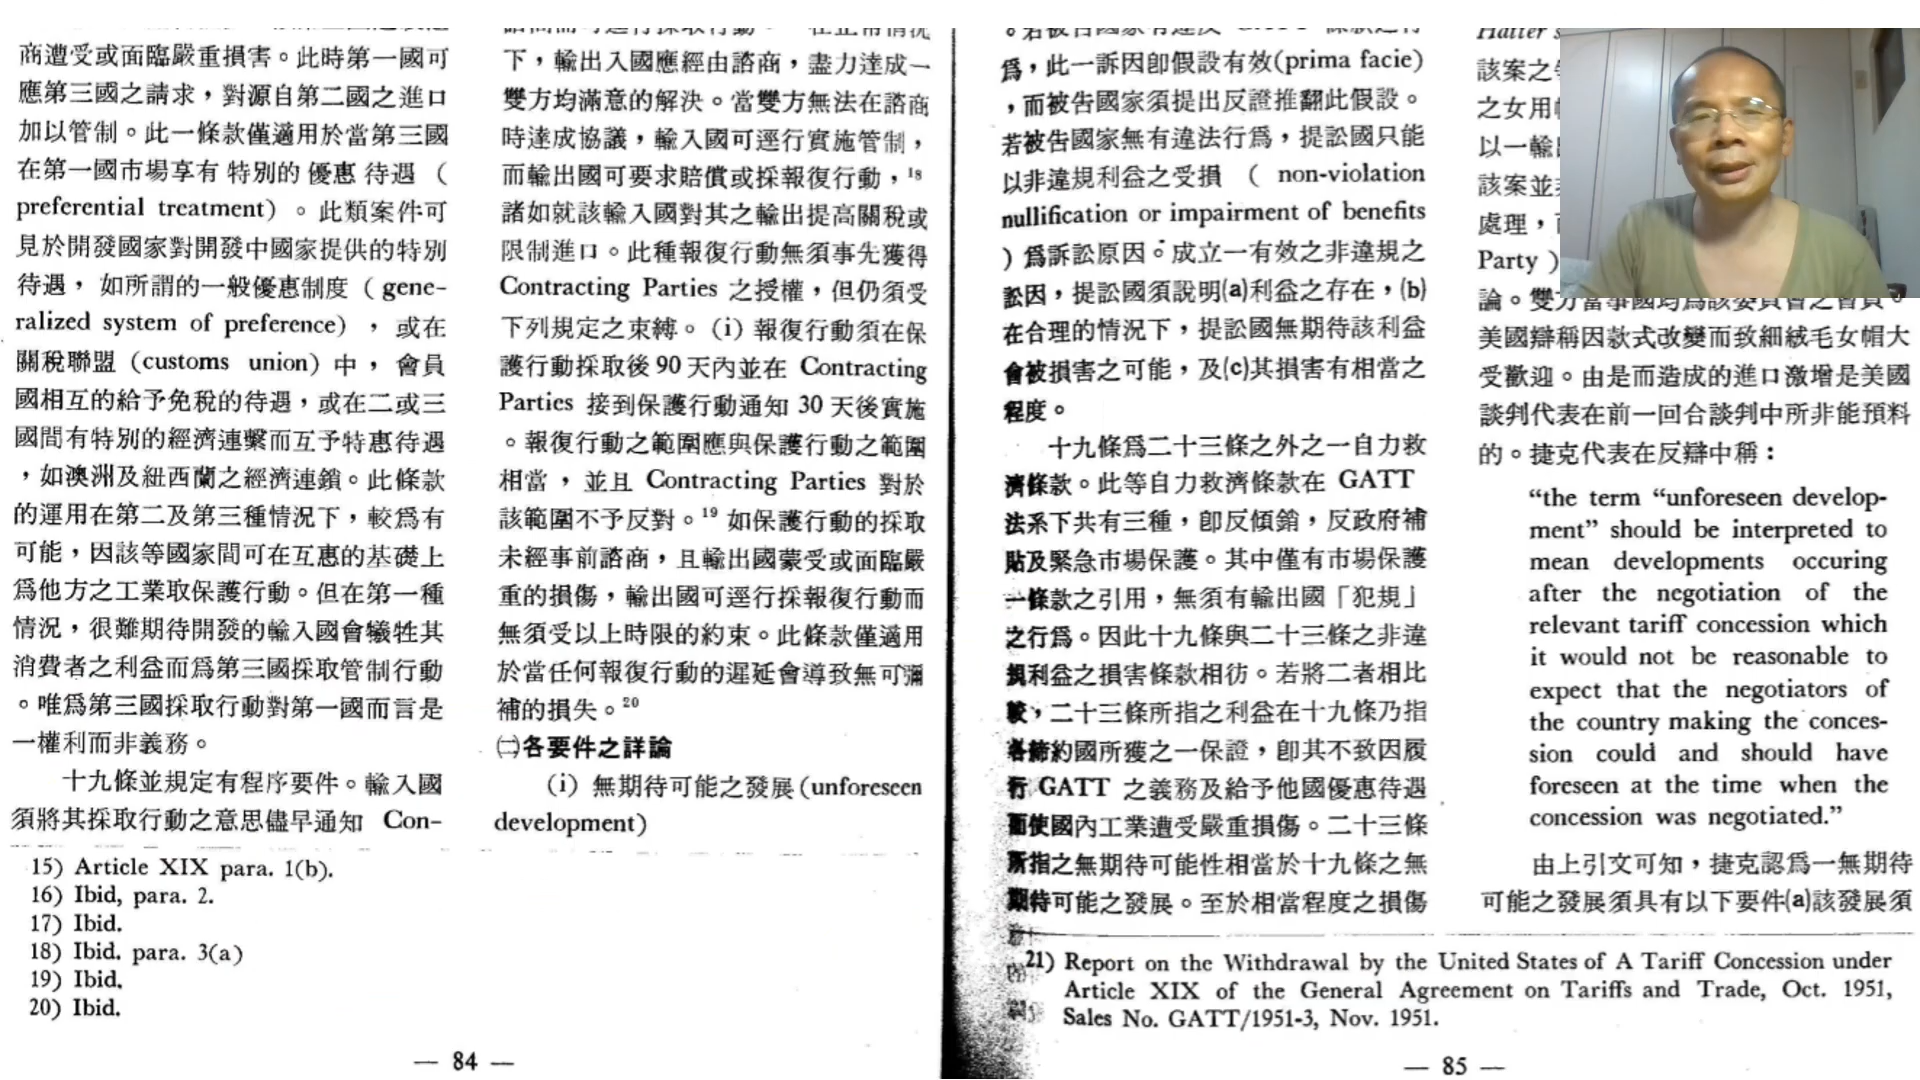 商遭受或面臨嚴重損害。此時第一國可
應第三國之請求，對源自第二國之進口
加以管制。此一條款僅適用於當第三國
在第一國市場享有特別的優惠待遇（
preferential treatment）。此類案件可
見於開發國家對開發中國家提供的特別
待遇，如所謂的一般優惠制度（gene-
ralized system of preference），或在
關稅聯盟 (customs union) 中，會員
國相互的給予免稅的待遇，或在二或三
國間有特別的經濟連繫而互予特惠待遇
，如澳洲及紐西蘭之經濟連鎖。此條款
的運用在第二及第三種情況下，較爲有
可能，因該等國家間可在互惠的基礎上
爲他方之工業取保護行動。但在第一種
情況，很難期待開發的輸入國會犧牲其
消費者之利益而爲第三國採取管制行動
。唯爲第三國採取行動對第一國而言是
一權利而非義務。
十九條並規定有程序要件。輸入國
須將其採取行動之意思儘早通知 Con-
下，輸出入國應經由諮商，盡力達成一
雙方均滿意的解決。當雙方無法在諮商
時達成協議，輸入國可逕行實施管制，
而輸出國可要求賠償或採報復行動，18
諸如就該輸入國對其之輸出提高關稅或
限制進口。此種報復行動無須事先獲得
Contracting Parties 之授權，但仍須受
下列規定之束縛。(i) 報復行動須在保
護行動採取後 90 天內並在 Contracting
Parties 接到保護行動通知 30 天後實施
。報復行動之範圍應與保護行動之範圍
相當，並且 Contracting Parties 對於
該範圍不予反對。19 如保護行動的採取
未經事前諮商，且輸出國蒙受或面臨嚴
重的損傷，輸出國可逕行採報復行動而
無須受以上時限的約束。此條款僅適用
於當任何報復行動的遲延會導致無可彌
補的損失。20
㈡各要件之詳論
(i) 無期待可能之發展 (unforeseen
development)
15) Article XIX para. 1(b).
16) Ibid, para. 2.
17) Ibid.
18) Ibid. para. 3(a)
19) Ibid.
20) Ibid.
— 84 —
爲，此一訴因卽假設有效(prima facie)
，而被告國家須提出反證推翻此假設。
若被告國家無有違法行爲，提訟國只能
以非違規利益之受損（ non-violation
nullification or impairment of benefits
）爲訴訟原因。成立一有效之非違規之
訟因，提訟國須說明(a)利益之存在，(b)
在合理的情況下，提訟國無期待該利益
會被損害之可能，及(c)其損害有相當之
程度。
十九條爲二十三條之外之一自力救
濟條款。此等自力救濟條款在 GATT
法系下共有三種，卽反傾銷，反政府補
貼及緊急市場保護。其中僅有市場保護
一條款之引用，無須有輸出國「犯規」
之行爲。因此十九條與二十三條之非違
規利益之損害條款相彷。若將二者相比
較，二十三條所指之利益在十九條乃指
各締約國所獲之一保證，卽其不致因履
行 GATT 之義務及給予他國優惠待遇
而使國內工業遭受嚴重損傷。二十三條
所指之無期待可能性相當於十九條之無
期待可能之發展。至於相當程度之損傷
該案之
之女用
以一輸
該案並
處理，
Party )
論。雙方當事國均爲該委員會之會員。
美國辯稱因款式改變而致細絨毛女帽大
受歡迎。由是而造成的進口激增是美國
談判代表在前一回合談判中所非能預料
的。捷克代表在反辯中稱：
“the term “unforeseen develop-
ment” should be interpreted to
mean developments occuring
after the negotiation of the
relevant tariff concession which
it would not be reasonable to
expect that the negotiators of
the country making the conces-
sion could and should have
foreseen at the time when the
concession was negotiated.”
由上引文可知，捷克認爲一無期待
可能之發展須具有以下要件(a)該發展須
21) Report on the Withdrawal by the United States of A Tariff Concession under
Article XIX of the General Agreement on Tariffs and Trade, Oct. 1951,
Sales No. GATT/1951-3, Nov. 1951.
— 85 —